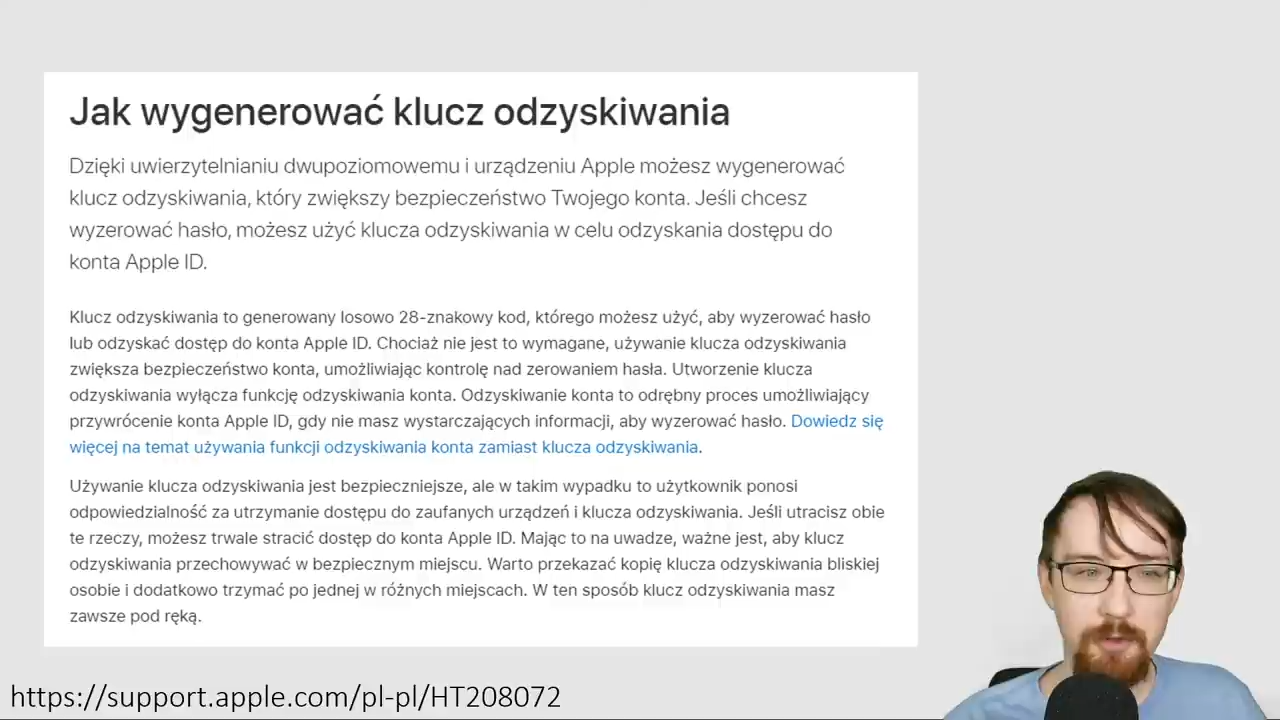 Jak wygenerować klucz odzyskiwania
Dzięki uwierzytelnianiu dwupoziomowemu i urządzeniu Apple możesz wygenerować
klucz odzyskiwania, który zwiększy bezpieczeństwo Twojego konta. Jeśli chcesz
wyzerować hasło, możesz użyć klucza odzyskiwania w celu odzyskania dostępu do
konta Apple ID.
Klucz odzyskiwania to generowany losowo 28-znakowy kod, którego możesz użyć, aby wyzerować hasło
lub odzyskać dostęp do konta Apple ID. Chociaż nie jest to wymagane, używanie klucza odzyskiwania
zwiększa bezpieczeństwo konta, umożliwiając kontrolę nad zerowaniem hasła. Utworzenie klucza
odzyskiwania wyłącza funkcję odzyskiwania konta. Odzyskiwanie konta to odrębny proces umożliwiający
przywrócenie konta Apple ID, gdy nie masz wystarczających informacji, aby wyzerować hasło. Dowiedz się
więcej na temat używania funkcji odzyskiwania konta zamiast klucza odzyskiwania.
Używanie klucza odzyskiwania jest bezpieczniejsze, ale w takim wypadku to użytkownik ponosi
odpowiedzialność za utrzymanie dostępu do zaufanych urządzeń i klucza odzyskiwania. Jeśli utracisz obie
te rzeczy, możesz trwale stracić dostęp do konta Apple ID. Mając to na uwadze, ważne jest, aby klucz
odzyskiwania przechowywać w bezpiecznym miejscu. Warto przekazać kopię klucza odzyskiwania bliskiej
osobie i dodatkowo trzymać po jednej w różnych miejscach. W ten sposób klucz odzyskiwania masz
zawsze pod ręką.
https://support.apple.com/pl-pl/HT208072